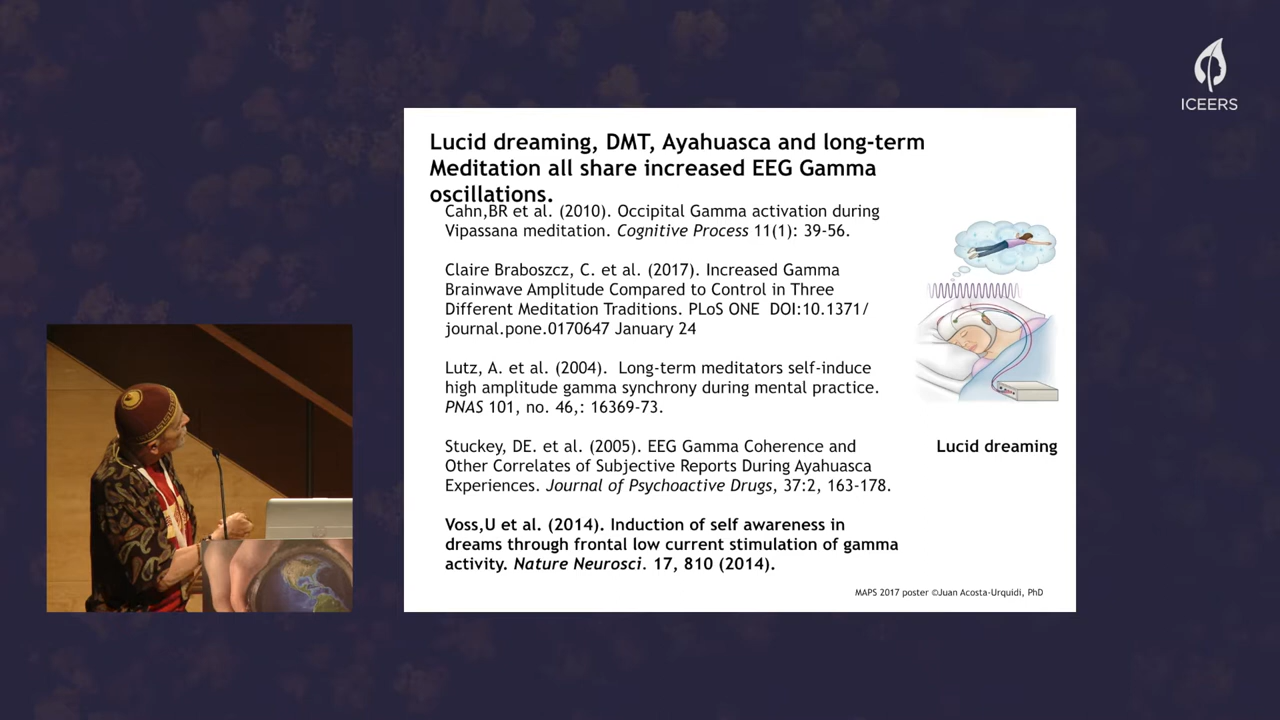 ICEERS
Lucid dreaming, DMT, Ayahuasca and long-term
Meditation all share increased EEG Gamma
oscillations.
Cahn,BR et al. (2010). Occipital Gamma activation during
Vipassana meditation. Cognitive Process 11(1): 39-56.
Claire Braboszcz, C. et al. (2017). Increased Gamma
Brainwave Amplitude Compared to Control in Three
Different Meditation Traditions. PLoS ONE DOI:10.1371/
journal.pone.0170647 January 24
Lutz, A. et al. (2004). Long-term meditators self-induce
high amplitude gamma synchrony during mental practice.
PNAS 101, no. 46,: 16369-73.
Stuckey, DE. et al. (2005). EEG Gamma Coherence and
Other Correlates of Subjective Reports During Ayahuasca
Experiences. Journal of Psychoactive Drugs, 37:2, 163-178.
Voss,U et al. (2014). Induction of self awareness in
dreams through frontal low current stimulation of gamma
activity. Nature Neurosci. 17, 810 (2014).
Lucid dreaming
MAPS 2017 poster ©Juan Acosta-Urquidi, PhD